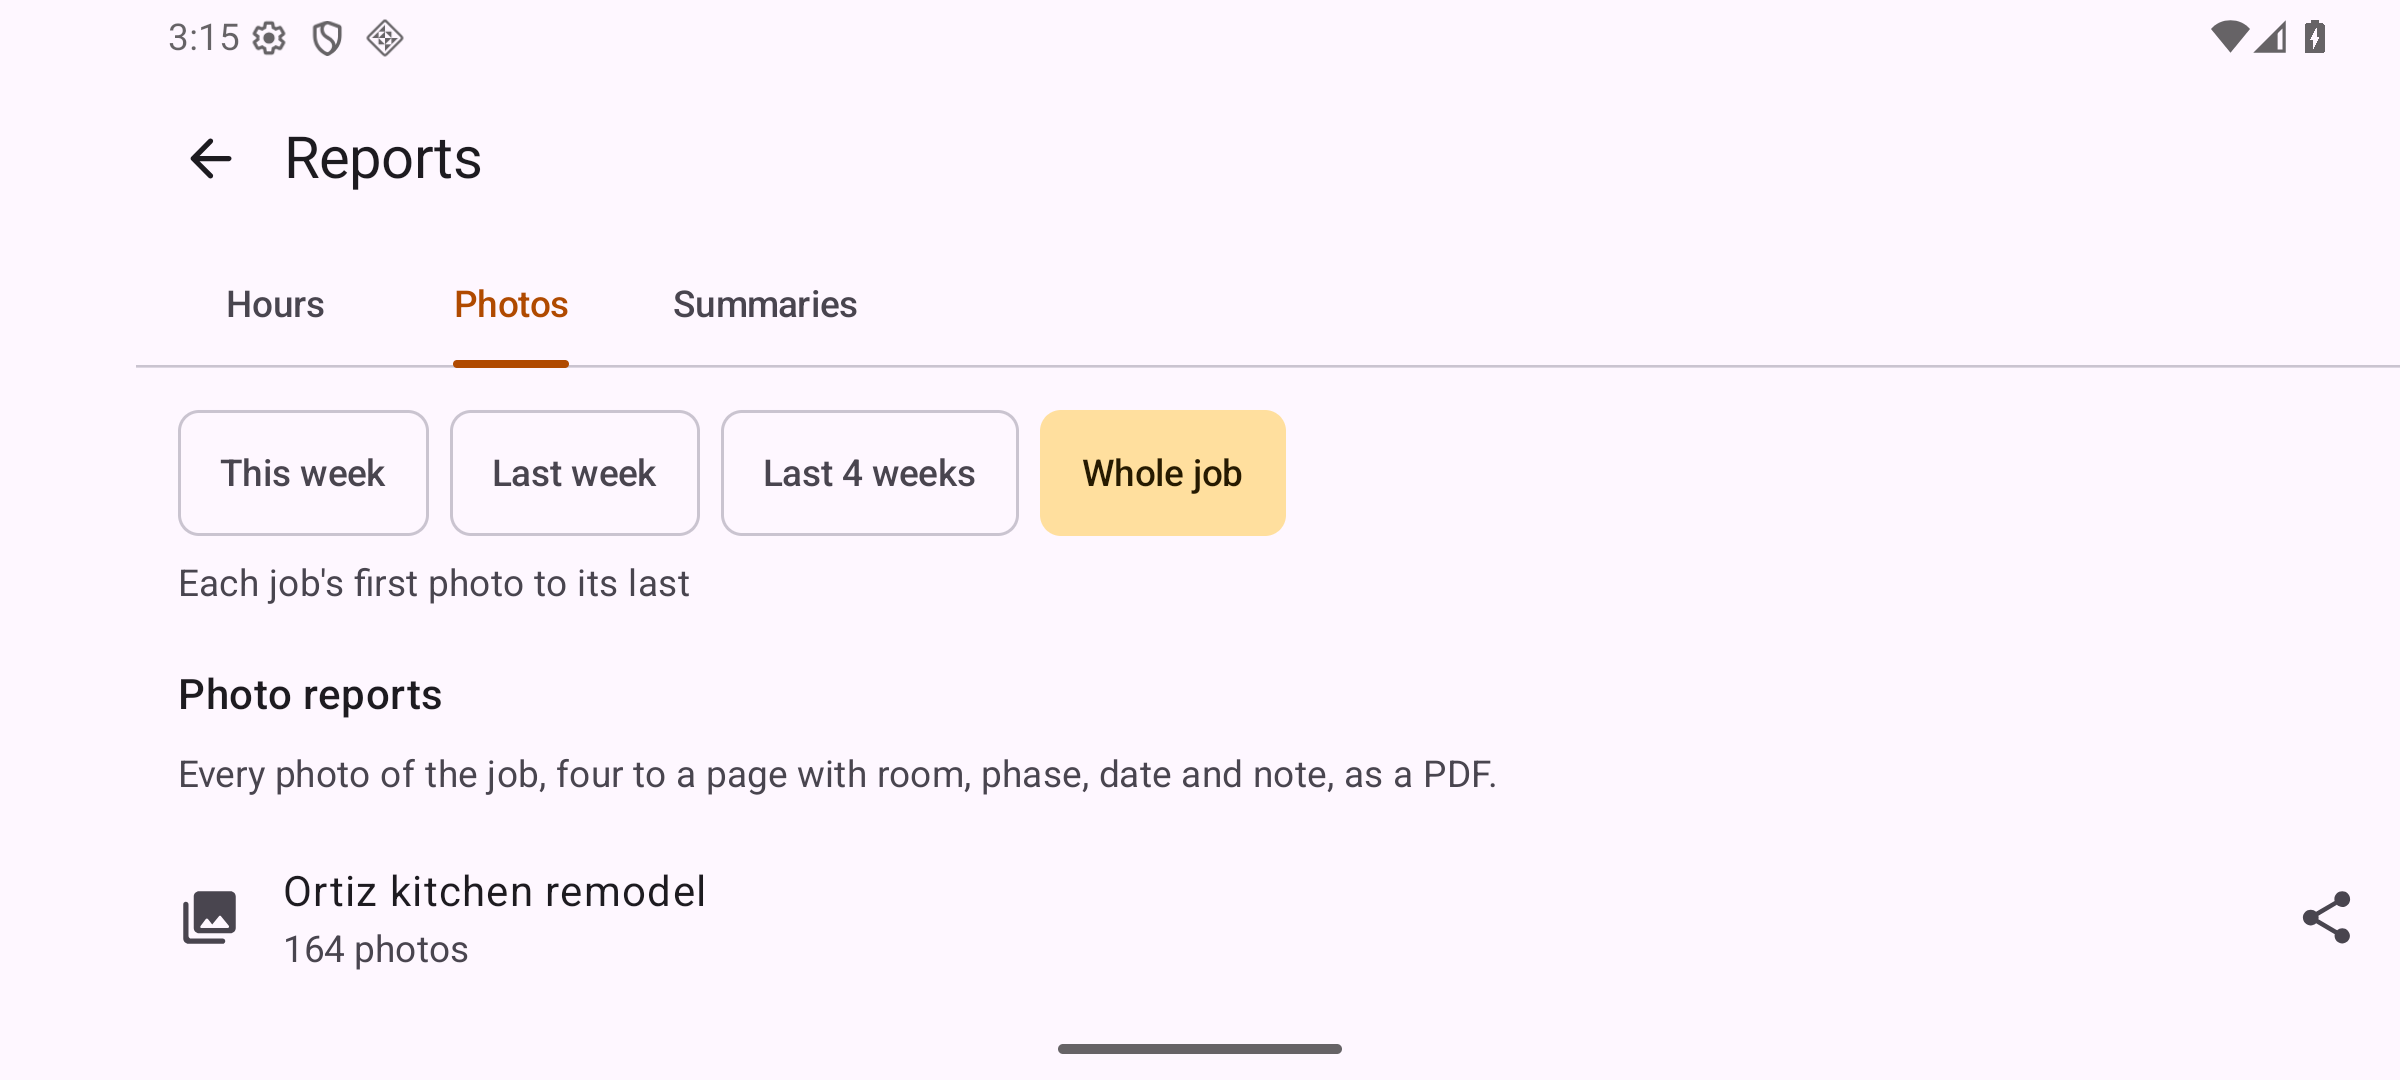 3:15
Reports
Hours Photos Summaries
This week Last week Last 4 weeks Whole job
Each job's first photo to its last
Photo reports
Every photo of the job, four to a page with room, phase, date and note, as a PDF.
Ortiz kitchen remodel
164 photos